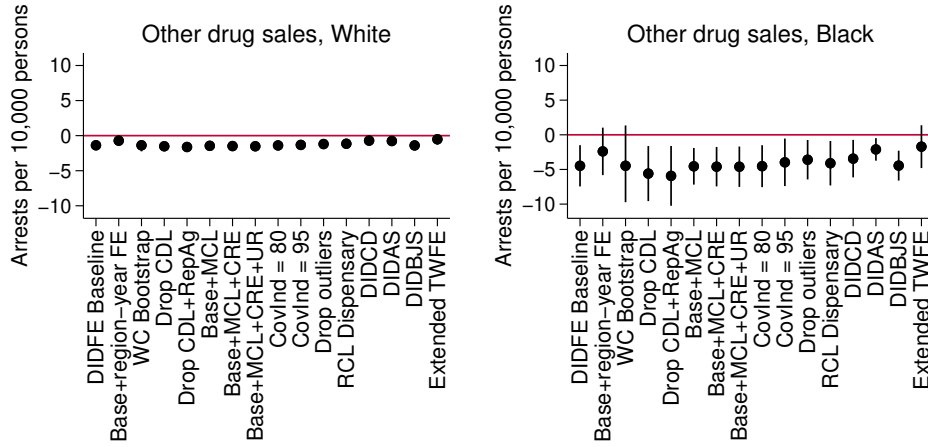 Other drug sales, White
Arrests per 10,000 persons
10
5
0
−5
−10
DIDFE Baseline
Base+region−year FE
WC Bootstrap
Drop CDL
Drop CDL+RepAg
Base+MCL
Base+MCL+CRE
Base+MCL+CRE+UR
CovInd = 80
CovInd = 95
Drop outliers
RCL Dispensary
DIDCD
DIDAS
DIDBJS
Extended TWFE
Other drug sales, Black
Arrests per 10,000 persons
10
5
0
−5
−10
DIDFE Baseline
Base+region−year FE
WC Bootstrap
Drop CDL
Drop CDL+RepAg
Base+MCL
Base+MCL+CRE
Base+MCL+CRE+UR
CovInd = 80
CovInd = 95
Drop outliers
RCL Dispensary
DIDCD
DIDAS
DIDBJS
Extended TWFE